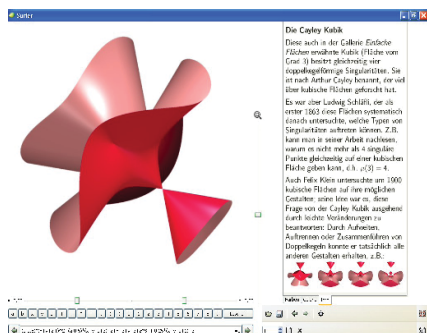 Surfer
Die Cayley Kubik
Diese auch in der Gallerie Einfache
Flächen erwähnte Kubik (Fläche vom
Grad 3) besitzt gleichzeitig vier
doppelkegelförmige Singularitäten. Sie
ist nach Arthur Cayley benannt, der viel
über kubische Flächen geforscht hat.
Es war aber Ludwig Schläfli, der als
erster 1863 diese Flächen systematisch
danach untersuchte, welche Typen von
Singularitäten auftreten können. Z.B.
kann man in seiner Arbeit nachlesen,
warum es nicht mehr als 4 singuläre
Punkte gleichzeitig auf einer kubischen
Fläche geben kann, d.h. μ(3) = 4.
Auch Felix Klein untersuchte um 1900
kubische Flächen auf ihre möglichen
Gestalten; seine Idee war es, diese
Frage von der Cayley Kubik ausgehend
durch leichte Veränderungen zu
beantworten: Durch Aufweiten,
Auftrennen oder Zusammenführen von
Doppelkegeln konnte er tatsächlich alle
anderen Gestalten erhalten, z.B.: